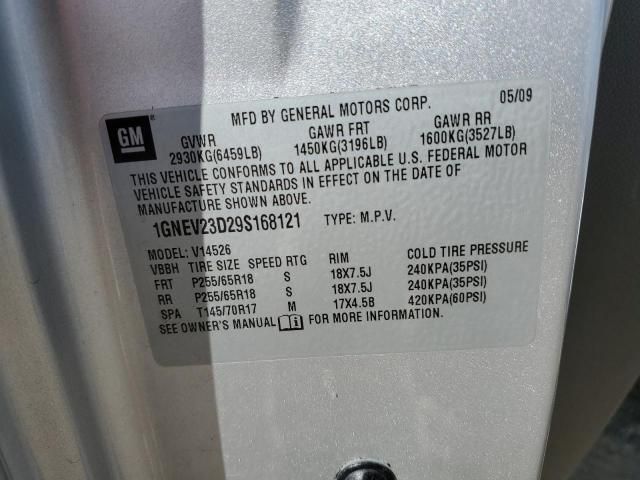 MFD BY GENERAL MOTORS CORP. 05/09
GM
GVWR GAWR FRT GAWR RR
2930KG(6459LB) 1450KG(3196LB) 1600KG(3527LB)
THIS VEHICLE CONFORMS TO ALL APPLICABLE U.S. FEDERAL MOTOR
VEHICLE SAFETY STANDARDS IN EFFECT ON THE DATE OF
MANUFACTURE SHOWN ABOVE.
1GNEV23D29S168121 TYPE: M.P.V.
MODEL: V14526
VBBH TIRE SIZE SPEED RTG RIM COLD TIRE PRESSURE
FRT P255/65R18 S 18X7.5J 240KPA(35PSI)
RR P255/65R18 S 18X7.5J 240KPA(35PSI)
SPA T145/70R17 M 17X4.5B 420KPA(60PSI)
SEE OWNER'S MANUAL FOR MORE INFORMATION.